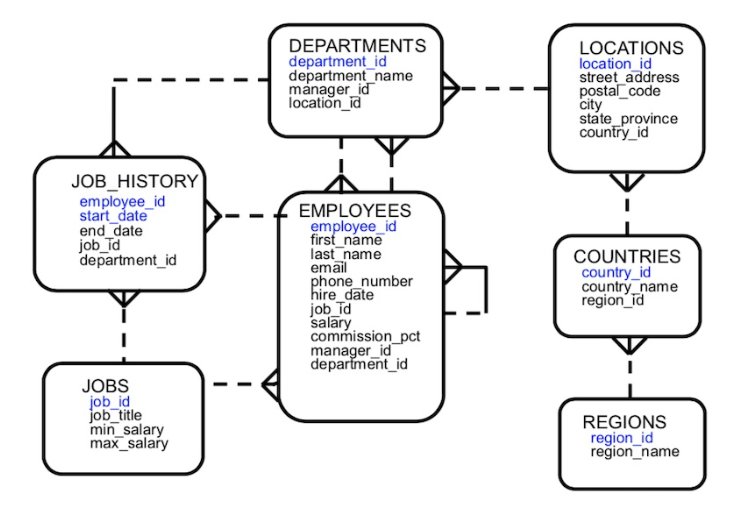 DEPARTMENTS
department_id
department_name
manager_id
location_id
LOCATIONS
location_id
street_address
postal_code
city
state_province
country_id
JOB_HISTORY
employee_id
start_date
end_date
job_id
department_id
EMPLOYEES
employee_id
first_name
last_name
email
phone_number
hire_date
job_id
salary
commission_pct
manager_id
department_id
COUNTRIES
country_id
country_name
region_id
JOBS
job_id
job_title
min_salary
max_salary
REGIONS
region_id
region_name